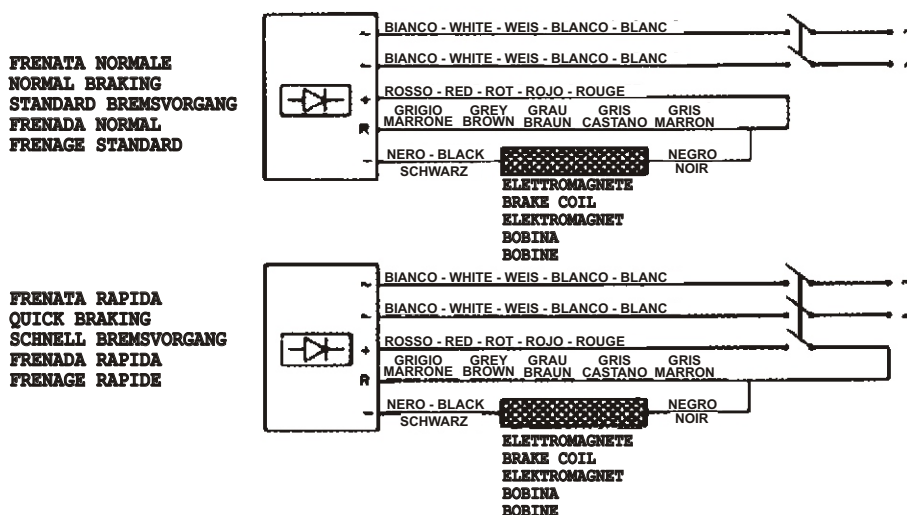 ~ BIANCO - WHITE - WEIS - BLANCO - BLANC ~
~ BIANCO - WHITE - WEIS - BLANCO - BLANC ~
FRENATA NORMALE
NORMAL BRAKING
STANDARD BREMSVORGANG
FRENADA NORMAL
FRENAGE STANDARD
+ ROSSO - RED - ROT - ROJO - ROUGE
GRIGIO GREY GRAU GRIS GRIS
R MARRONE BROWN BRAUN CASTANO MARRON
- NERO - BLACK NEGRO
SCHWARZ NOIR
ELETTROMAGNETE
BRAKE COIL
ELEKTROMAGNET
BOBINA
BOBINE
~ BIANCO - WHITE - WEIS - BLANCO - BLANC ~
~ BIANCO - WHITE - WEIS - BLANCO - BLANC ~
FRENATA RAPIDA
QUICK BRAKING
SCHNELL BREMSVORGANG
FRENADA RAPIDA
FRENAGE RAPIDE
+ ROSSO - RED - ROT - ROJO - ROUGE
GRIGIO GREY GRAU GRIS GRIS
R MARRONE BROWN BRAUN CASTANO MARRON
- NERO - BLACK NEGRO
SCHWARZ NOIR
ELETTROMAGNETE
BRAKE COIL
ELEKTROMAGNET
BOBINA
BOBINE